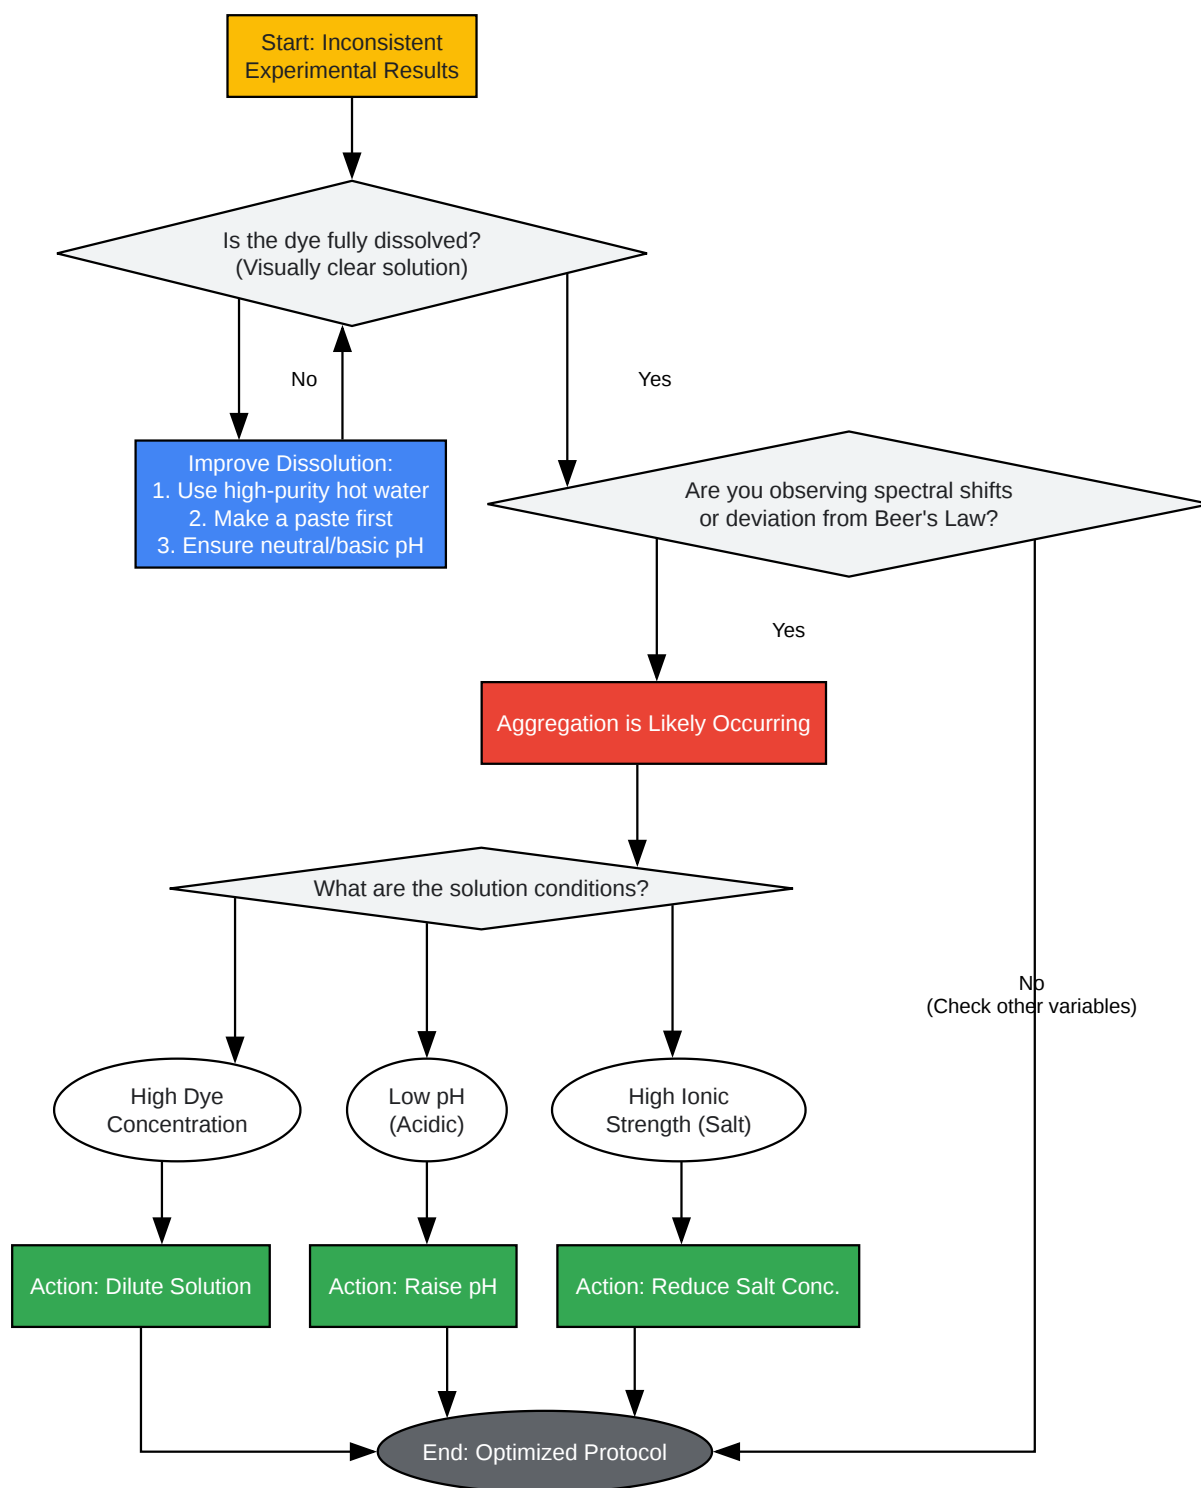 Start: Inconsistent
Experimental Results
Is the dye fully dissolved?
(Visually clear solution)
No
Yes
Improve Dissolution:
1. Use high-purity hot water
2. Make a paste first
3. Ensure neutral/basic pH
Are you observing spectral shifts
or deviation from Beer's Law?
Yes
Aggregation is Likely Occurring
What are the solution conditions?
No
(Check other variables)
High Dye
Concentration
Low pH
(Acidic)
High Ionic
Strength (Salt)
Action: Dilute Solution
Action: Raise pH
Action: Reduce Salt Conc.
End: Optimized Protocol